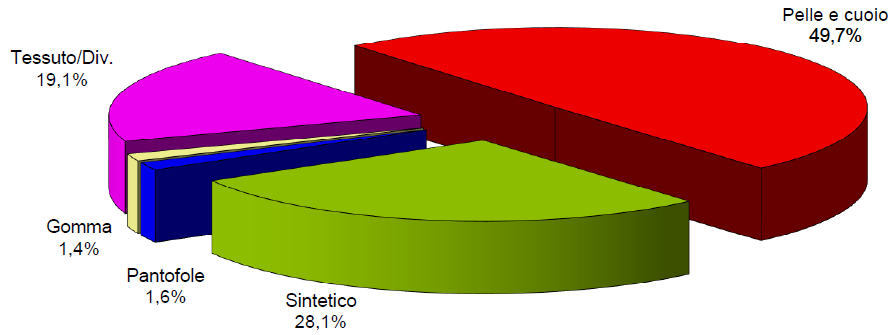 Pelle e cuoio
49,7%
Tessuto/Div.
19,1%
Gomma
1,4%
Pantofole
1,6%
Sintetico
28,1%